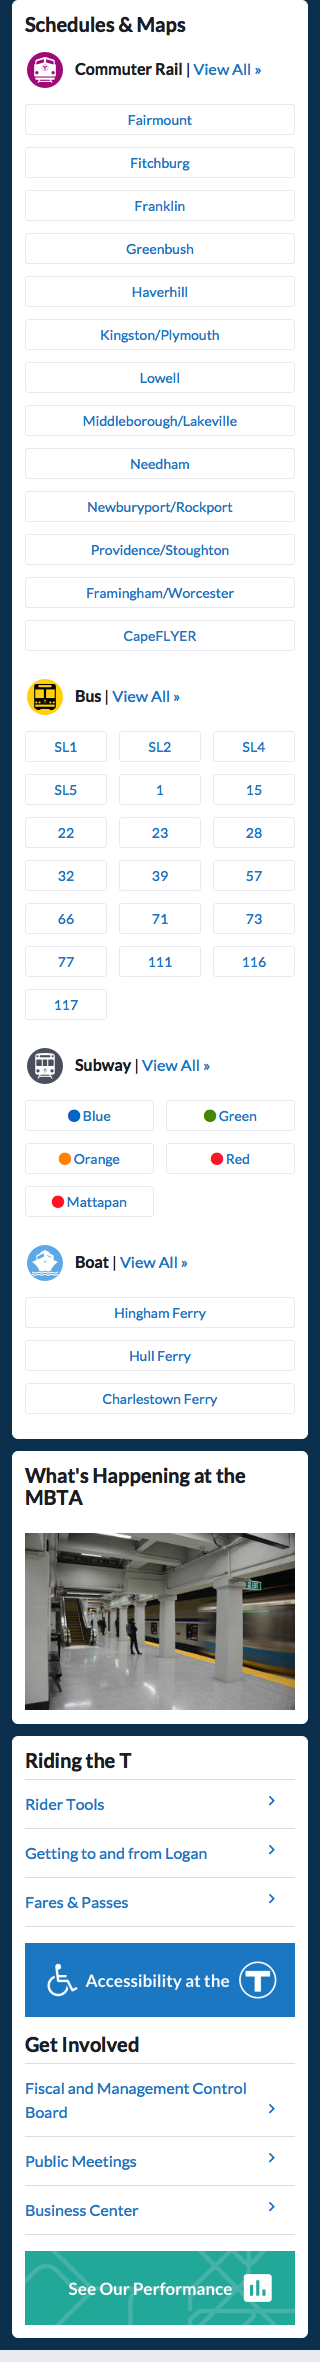 Schedules & Maps
Commuter Rail | View All »
Fairmount
Fitchburg
Franklin
Greenbush
Haverhill
Kingston/Plymouth
Lowell
Middleborough/Lakeville
Needham
Newburyport/Rockport
Providence/Stoughton
Framingham/Worcester
CapeFLYER
Bus | View All »
SL1 SL2 SL4
SL5 1 15
22 23 28
32 39 57
66 71 73
77 111 116
117
Subway | View All »
Blue Green
Orange Red
Mattapan
Boat | View All »
Hingham Ferry
Hull Ferry
Charlestown Ferry
What's Happening at the
MBTA
Riding the T
Rider Tools
Getting to and from Logan
Fares & Passes
Accessibility at the T
Get Involved
Fiscal and Management Control
Board
Public Meetings
Business Center
See Our Performance